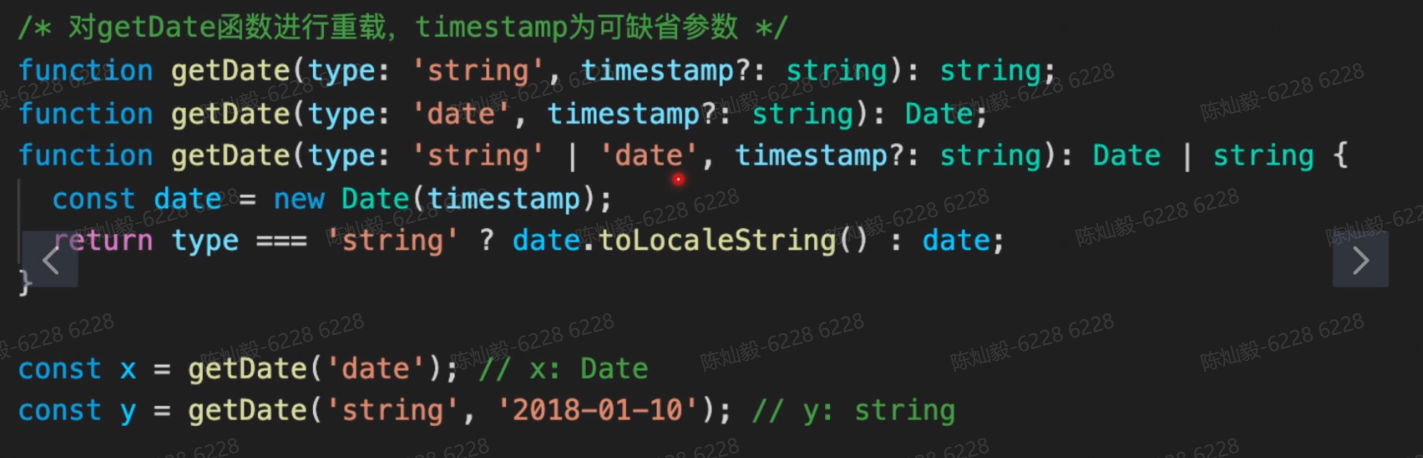 /* 对getDate函数进行重载，timestamp为可缺省参数 */
function getDate(type: 'string', timestamp?: string): string;
function getDate(type: 'date', timestamp?: string): Date;
function getDate(type: 'string' | 'date', timestamp?: string): Date | string {
const date = new Date(timestamp);
return type === 'string' ? date.toLocaleString() : date;
}
const x = getDate('date'); // x: Date
const y = getDate('string', '2018-01-10'); // y: string
陈灿毅-6228 6228